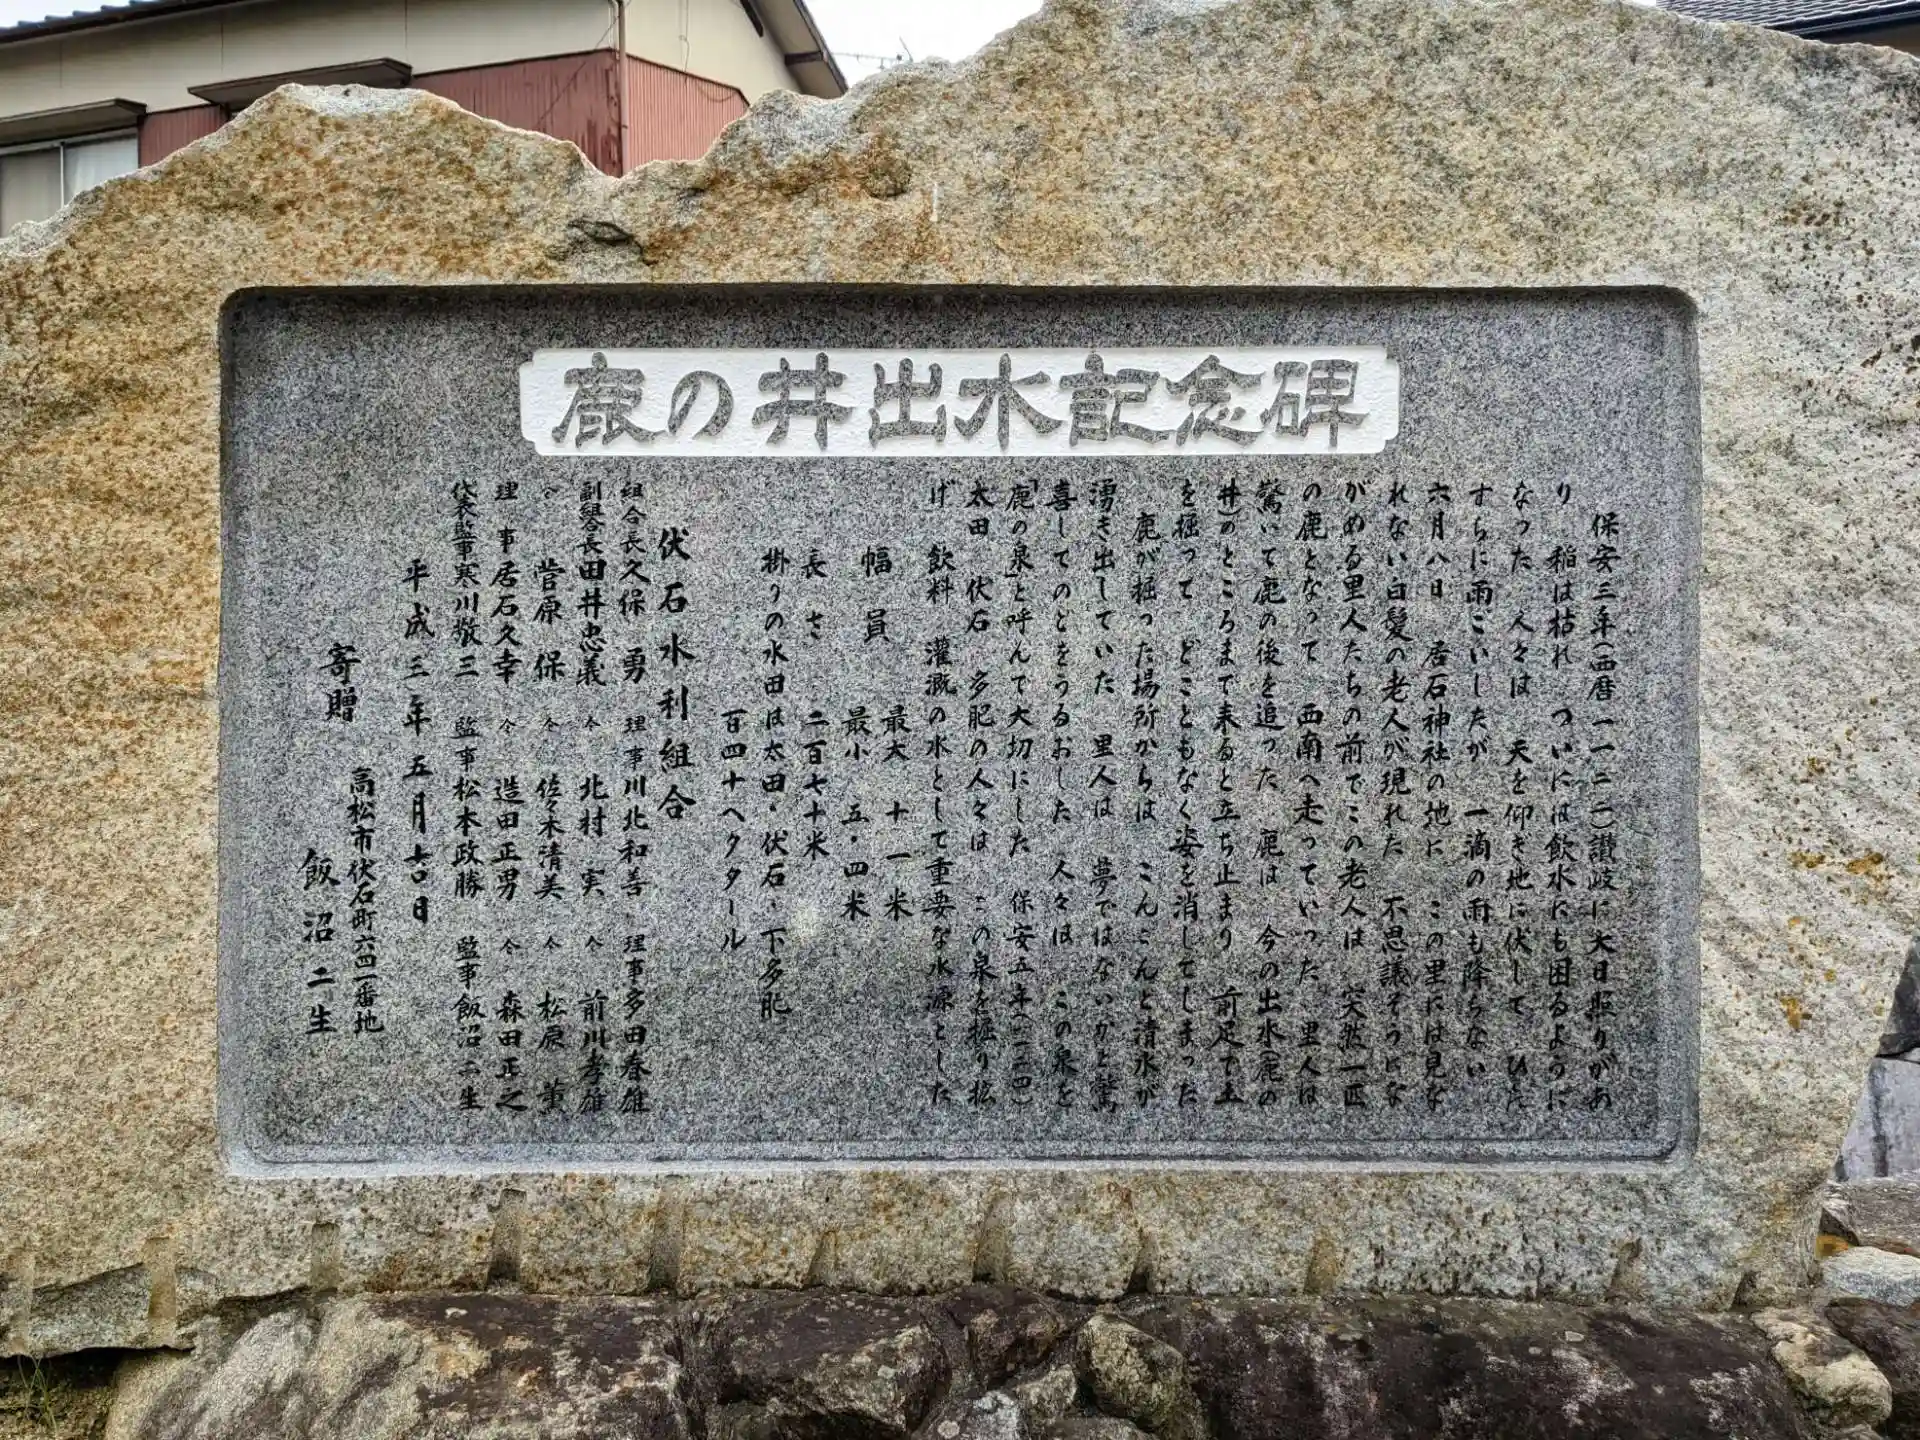 鹿の井出水記念碑
保安三年(西暦一一二二)讃岐に大日照りがあ
り 稲は枯れ ついには飲水にも困るように
なった 人々は 天を仰ぎ地に伏して ひた
すらに雨ごいしたが 一滴の雨も降らない
六月八日 居石神社の地に この里には見な
れない白髪の老人が現れた 不思議そうにな
がめる里人たちの前でこの老人は 突然一匹
の鹿となって 西南へ走っていった 里人は
驚いて鹿の後を追った 鹿は 今の出水(鹿の
井)のところまで来ると立ち止まり 前足で土
を掘って どこともなく姿を消してしまった
鹿が掘った場所からは こんこんと清水が
湧き出していた 里人は 夢ではないかと驚
喜してのどをうるおした 人々は この泉を
「鹿の泉」と呼んで大切にした 保安五年(一一二四)
太田 伏石 多肥の人々は この泉を掘り拡
げ 飲料 灌漑の水として重要な水源とした
幅員 最大 十一米
最小 五・四米
長さ 二百七十米
掛りの水田は太田・伏石・下多肥
百四十ヘクタール
伏石水利組合
組合長久保 勇 理事川北和善 理事多田春雄
副組合長田井忠義 〃 北村 実 〃 前川孝雄
〃 菅原 保 〃 佐々木清美 〃 松原 薫
理事居石久幸 〃 造田正男 〃 森田正之
代表監事寒川敬三 監事松本政勝 監事飯沼二生
平成三年五月吉日
寄贈 高松市伏石町六四一番地
飯沼二生